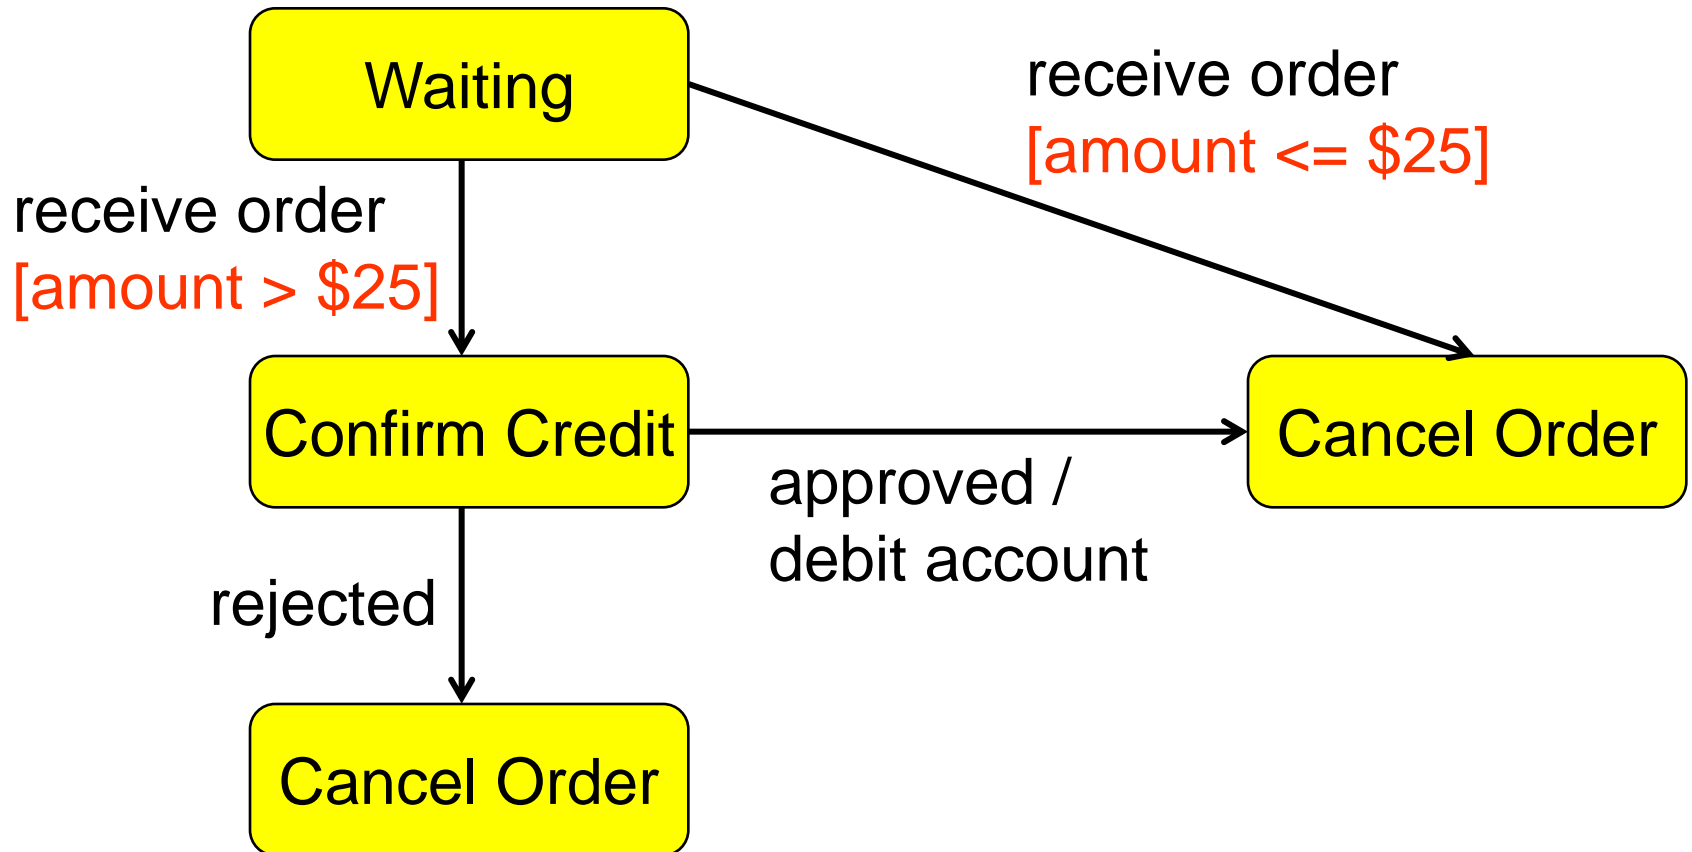 Waiting
receive order
[amount <= $25]
receive order
[amount > $25]
Confirm Credit
Cancel Order
approved /
debit account
rejected
Cancel Order